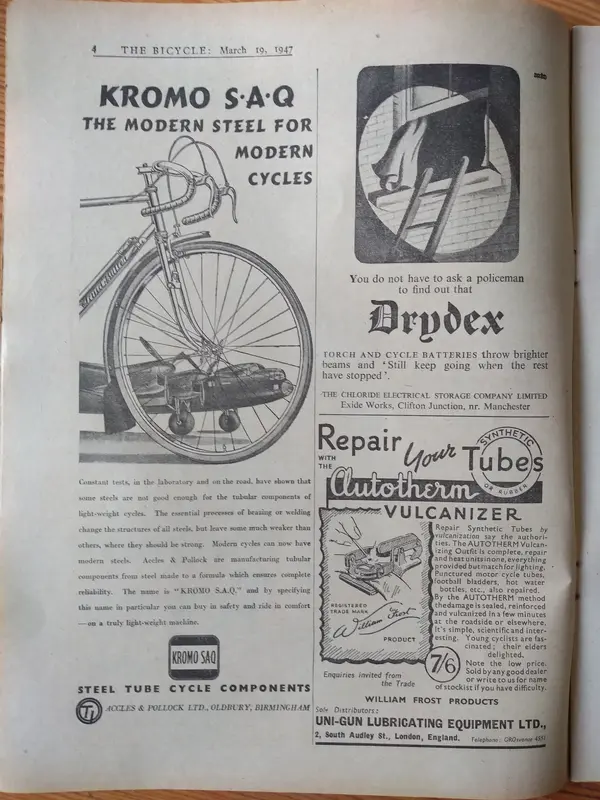 4 THE BICYCLE: March 19, 1947
KROMO S·A·Q
THE MODERN STEEL FOR
MODERN
CYCLES
Constant tests, in the laboratory and on the road, have shown that
some steels are not good enough for the tubular components of
light-weight cycles. The essential processes of brazing or welding
change the structures of all steels, but leave some much weaker than
others, where they should be strong. Modern cycles can now have
modern steels. Accles & Pollock are manufacturing tubular
components from steel made to a formula which ensures complete
reliability. The name is "KROMO S.A.Q." and by specifying
this name in particular you can buy in safety and ride in comfort
—on a truly light-weight machine.
KROMO SAQ
STEEL TUBE CYCLE COMPONENTS
TI ACCLES & POLLOCK LTD., OLDBURY, BIRMINGHAM
You do not have to ask a policeman
to find out that
Drydex
TORCH AND CYCLE BATTERIES throw brighter
beams and 'Still keep going when the rest
have stopped'.
THE CHLORIDE ELECTRICAL STORAGE COMPANY LIMITED
Exide Works, Clifton Junction, nr. Manchester
Repair Your SYNTHETIC Tubes OR RUBBER
WITH THE Autotherm
VULCANIZER
Repair Synthetic Tubes by
vulcanization say the authori-
ties. The AUTOTHERM Vulcan-
izing Outfit is complete, repair
and heat units in one, everything
provided but match for lighting.
Punctured motor cycle tubes,
football bladders, hot water
bottles, etc., also repaired.
By the AUTOTHERM method
the damage is sealed, reinforced
and vulcanized in a few minutes
at the roadside or elsewhere.
It's simple, scientific and inter-
esting. Young cyclists are fas-
cinated; their elders
delighted.
REGISTERED
TRADE MARK
William Frost
PRODUCT
7/6
Note the low price.
Sold by any good dealer
or write to us for name
of stockist if you have difficulty.
Enquiries invited from
the Trade
WILLIAM FROST PRODUCTS
Sole Distributors:
UNI-GUN LUBRICATING EQUIPMENT LTD.,
2, South Audley St., London, England. Telephone: GROsvenor